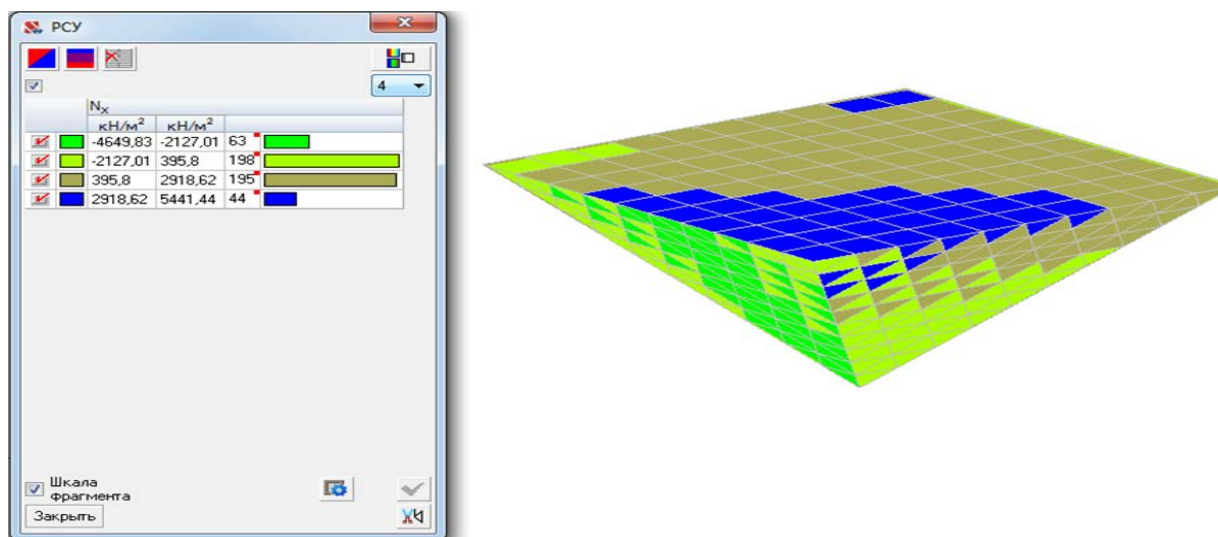 РСУ
4
Nx
кН/м² кН/м²
-4649,83 -2127,01 63
-2127,01 395,8 198
395,8 2918,62 195
2918,62 5441,44 44
Шкала
фрагмента
Закрыть